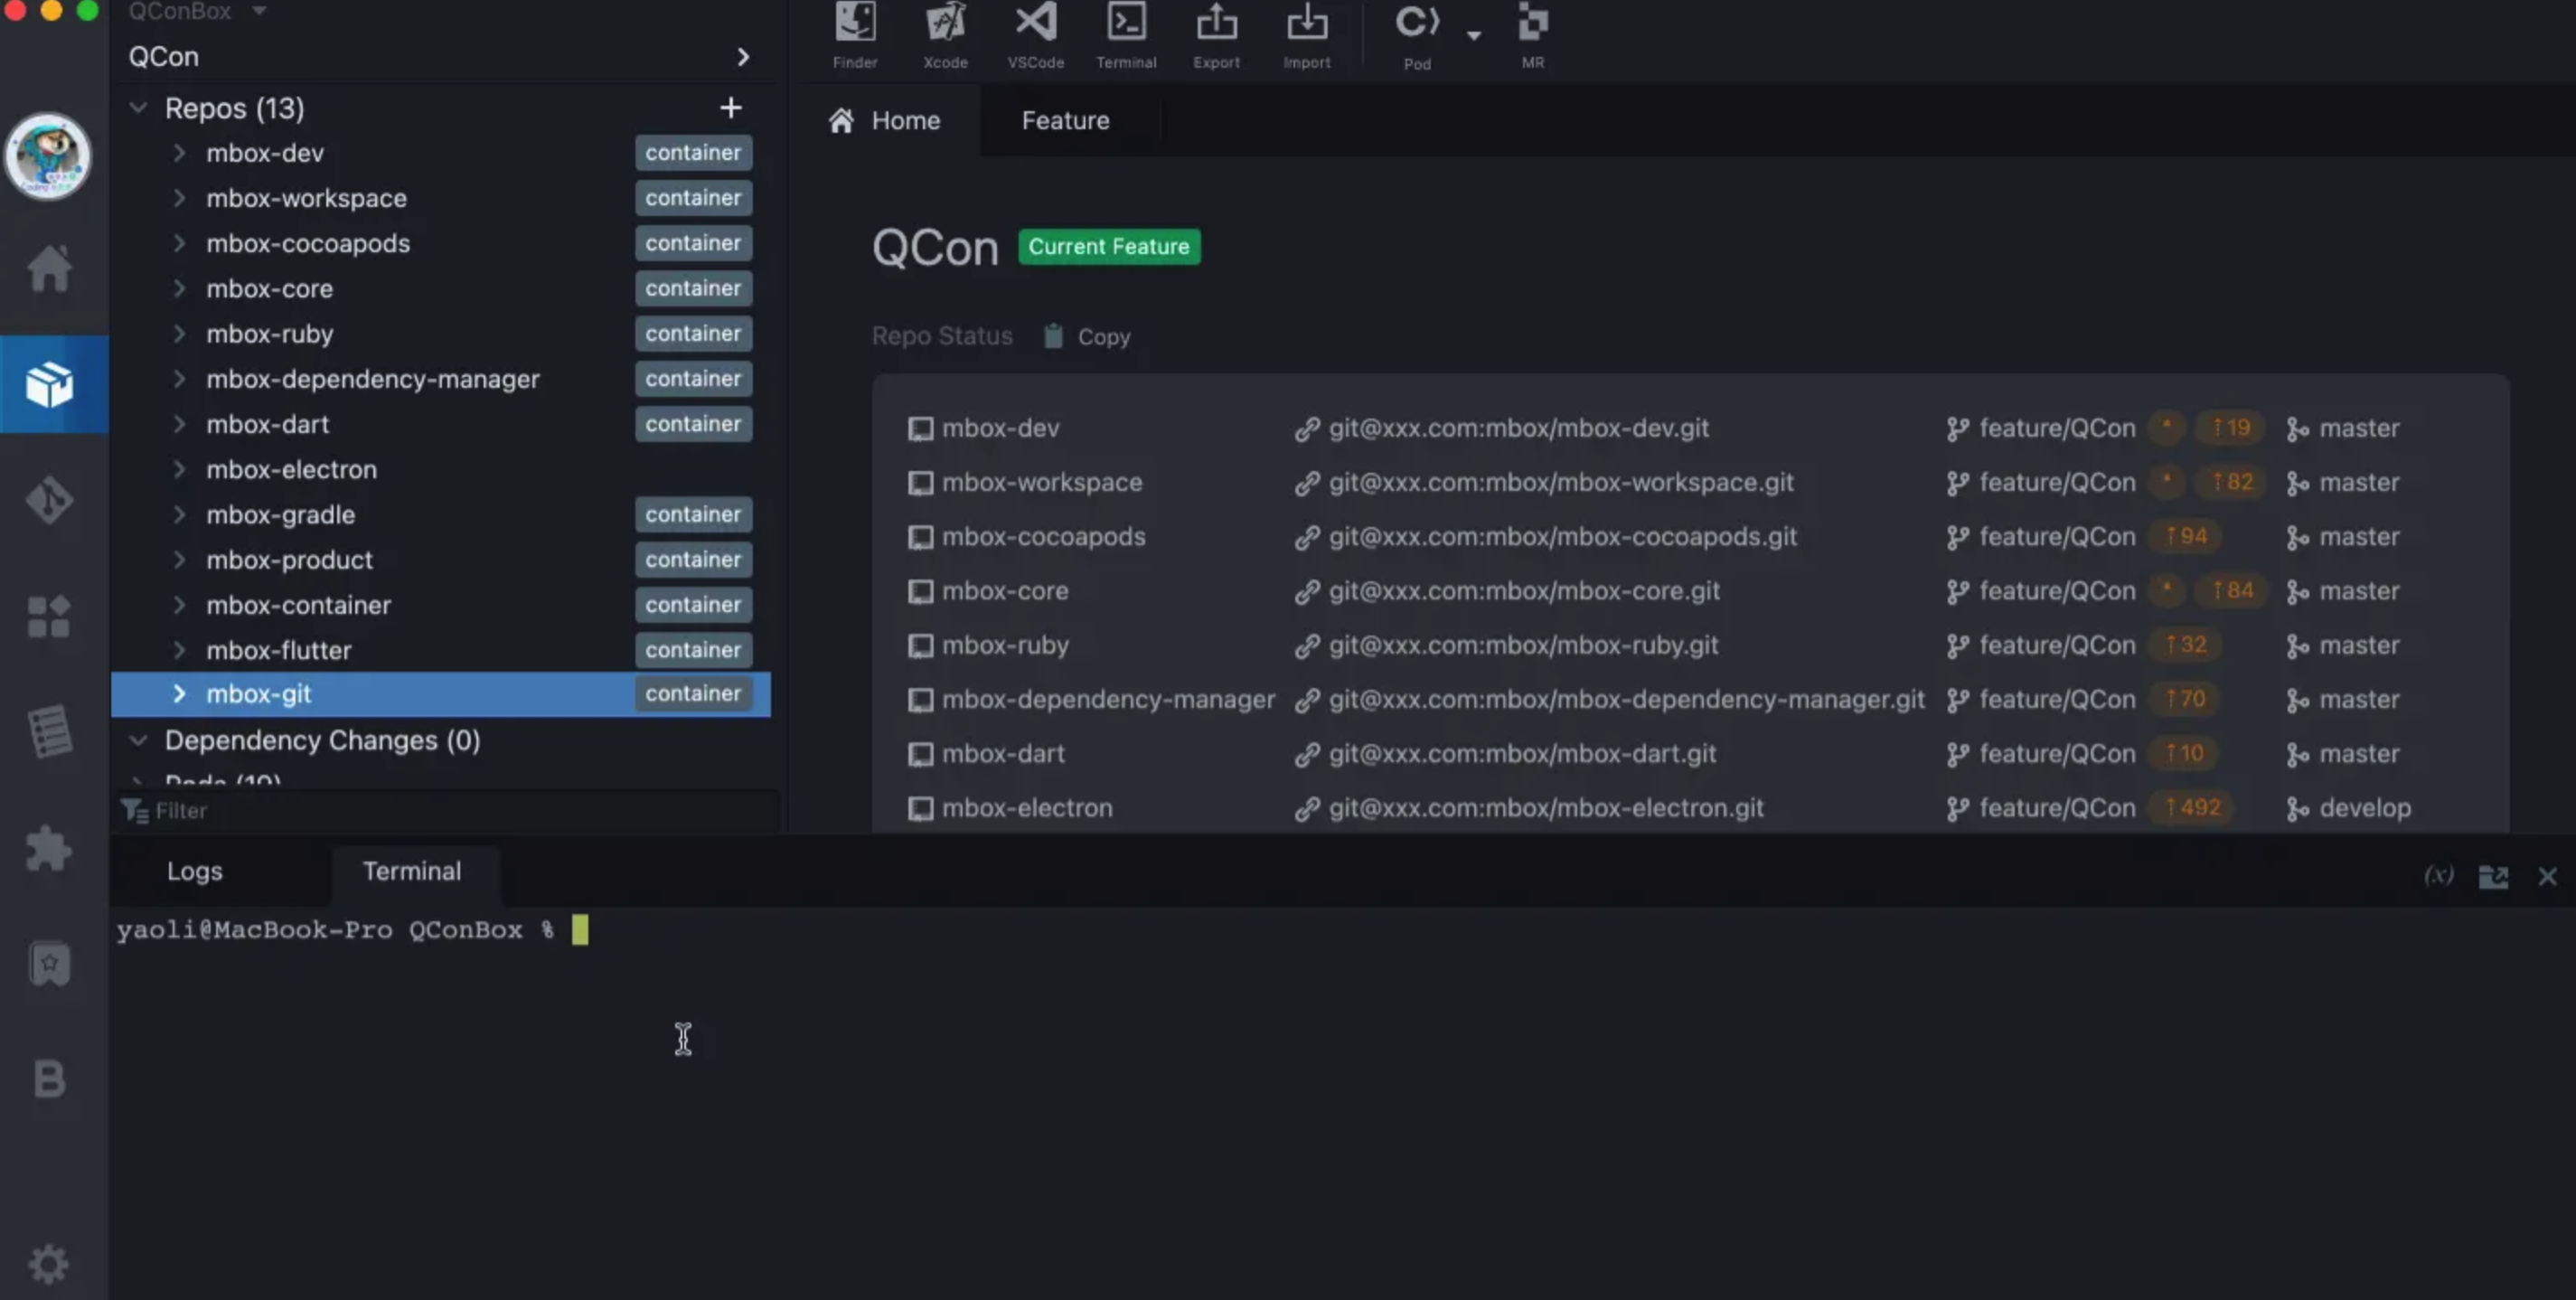 QConBox
QCon
Repos (13)
mbox-dev container
mbox-workspace container
mbox-cocoapods container
mbox-core container
mbox-ruby container
mbox-dependency-manager container
mbox-dart container
mbox-electron
mbox-gradle container
mbox-product container
mbox-container container
mbox-flutter container
mbox-git container
Dependency Changes (0)
Filter
Finder Xcode VSCode Terminal Export Import Pod MR
Home Feature
QCon Current Feature
Repo Status Copy
mbox-dev git@xxx.com:mbox/mbox-dev.git feature/QCon * ↑19 master
mbox-workspace git@xxx.com:mbox/mbox-workspace.git feature/QCon * ↑82 master
mbox-cocoapods git@xxx.com:mbox/mbox-cocoapods.git feature/QCon ↑94 master
mbox-core git@xxx.com:mbox/mbox-core.git feature/QCon * ↑84 master
mbox-ruby git@xxx.com:mbox/mbox-ruby.git feature/QCon ↑32 master
mbox-dependency-manager git@xxx.com:mbox/mbox-dependency-manager.git feature/QCon ↑70 master
mbox-dart git@xxx.com:mbox/mbox-dart.git feature/QCon ↑10 master
mbox-electron git@xxx.com:mbox/mbox-electron.git feature/QCon ↑492 develop
Logs Terminal (x)
yaoli@MacBook-Pro QConBox %
B